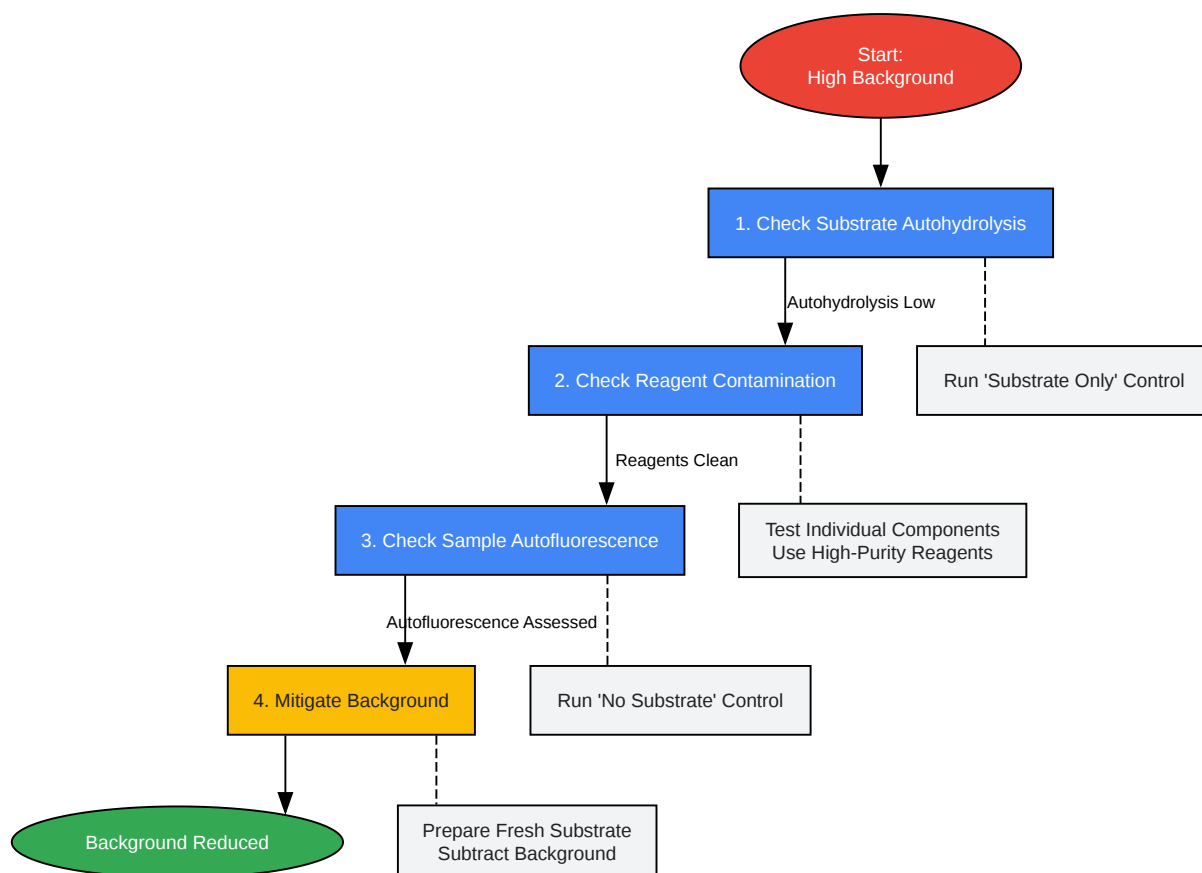 Start:
High Background
1. Check Substrate Autohydrolysis
Autohydrolysis Low
2. Check Reagent Contamination
Run 'Substrate Only' Control
Reagents Clean
3. Check Sample Autofluorescence
Test Individual Components
Use High-Purity Reagents
Autofluorescence Assessed
4. Mitigate Background
Run 'No Substrate' Control
Background Reduced
Prepare Fresh Substrate
Subtract Background